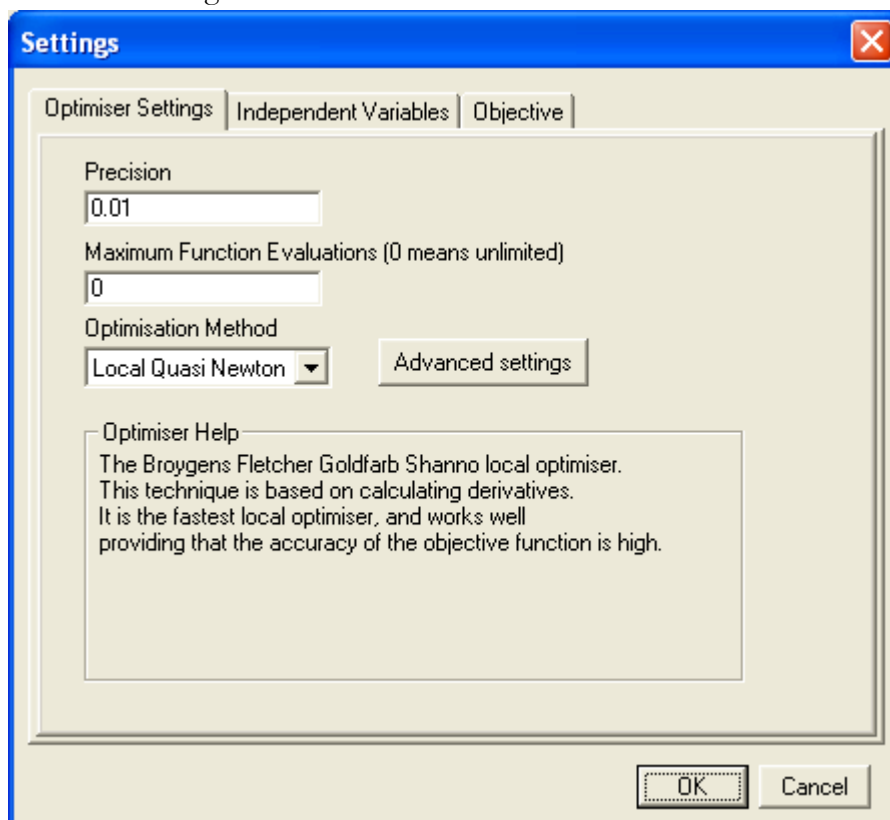 Settings
Optimiser Settings
Independent Variables
Objective
Precision
0.01
Maximum Function Evaluations (0 means unlimited)
0
Optimisation Method
Local Quasi Newton
Advanced settings
Optimiser Help
The Broygens Fletcher Goldfarb Shanno local optimiser.
This technique is based on calculating derivatives.
It is the fastest local optimiser, and works well
providing that the accuracy of the objective function is high.
OK
Cancel